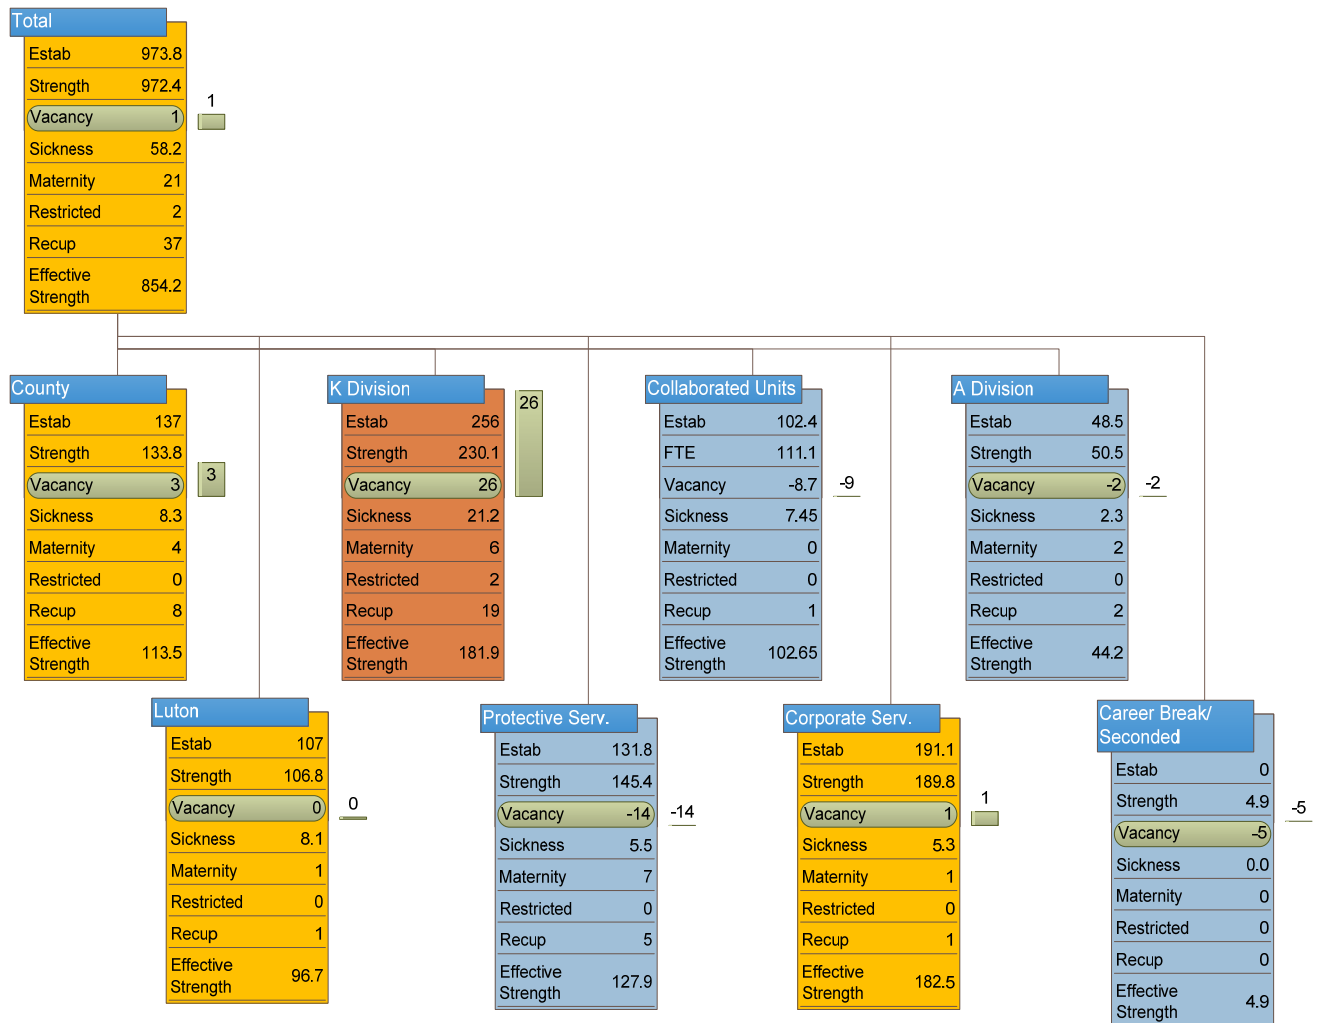 Total
Estab 973.8
Strength 972.4
Vacancy 1
1
Sickness 58.2
Maternity 21
Restricted 2
Recup 37
Effective
Strength 854.2
County
Estab 137
Strength 133.8
Vacancy 3
3
Sickness 8.3
Maternity 4
Restricted 0
Recup 8
Effective
Strength 113.5
K Division
Estab 256
Strength 230.1
Vacancy 26
26
Sickness 21.2
Maternity 6
Restricted 2
Recup 19
Effective
Strength 181.9
Collaborated Units
Estab 102.4
FTE 111.1
Vacancy -8.7
-9
Sickness 7.45
Maternity 0
Restricted 0
Recup 1
Effective
Strength 102.65
A Division
Estab 48.5
Strength 50.5
Vacancy -2
-2
Sickness 2.3
Maternity 2
Restricted 0
Recup 2
Effective
Strength 44.2
Luton
Estab 107
Strength 106.8
Vacancy 0
0
Sickness 8.1
Maternity 1
Restricted 0
Recup 1
Effective
Strength 96.7
Protective Serv.
Estab 131.8
Strength 145.4
Vacancy -14
-14
Sickness 5.5
Maternity 7
Restricted 0
Recup 5
Effective
Strength 127.9
Corporate Serv.
Estab 191.1
Strength 189.8
Vacancy 1
1
Sickness 5.3
Maternity 1
Restricted 0
Recup 1
Effective
Strength 182.5
Career Break/
Seconded
Estab 0
Strength 4.9
Vacancy -5
-5
Sickness 0.0
Maternity 0
Restricted 0
Recup 0
Effective
Strength 4.9